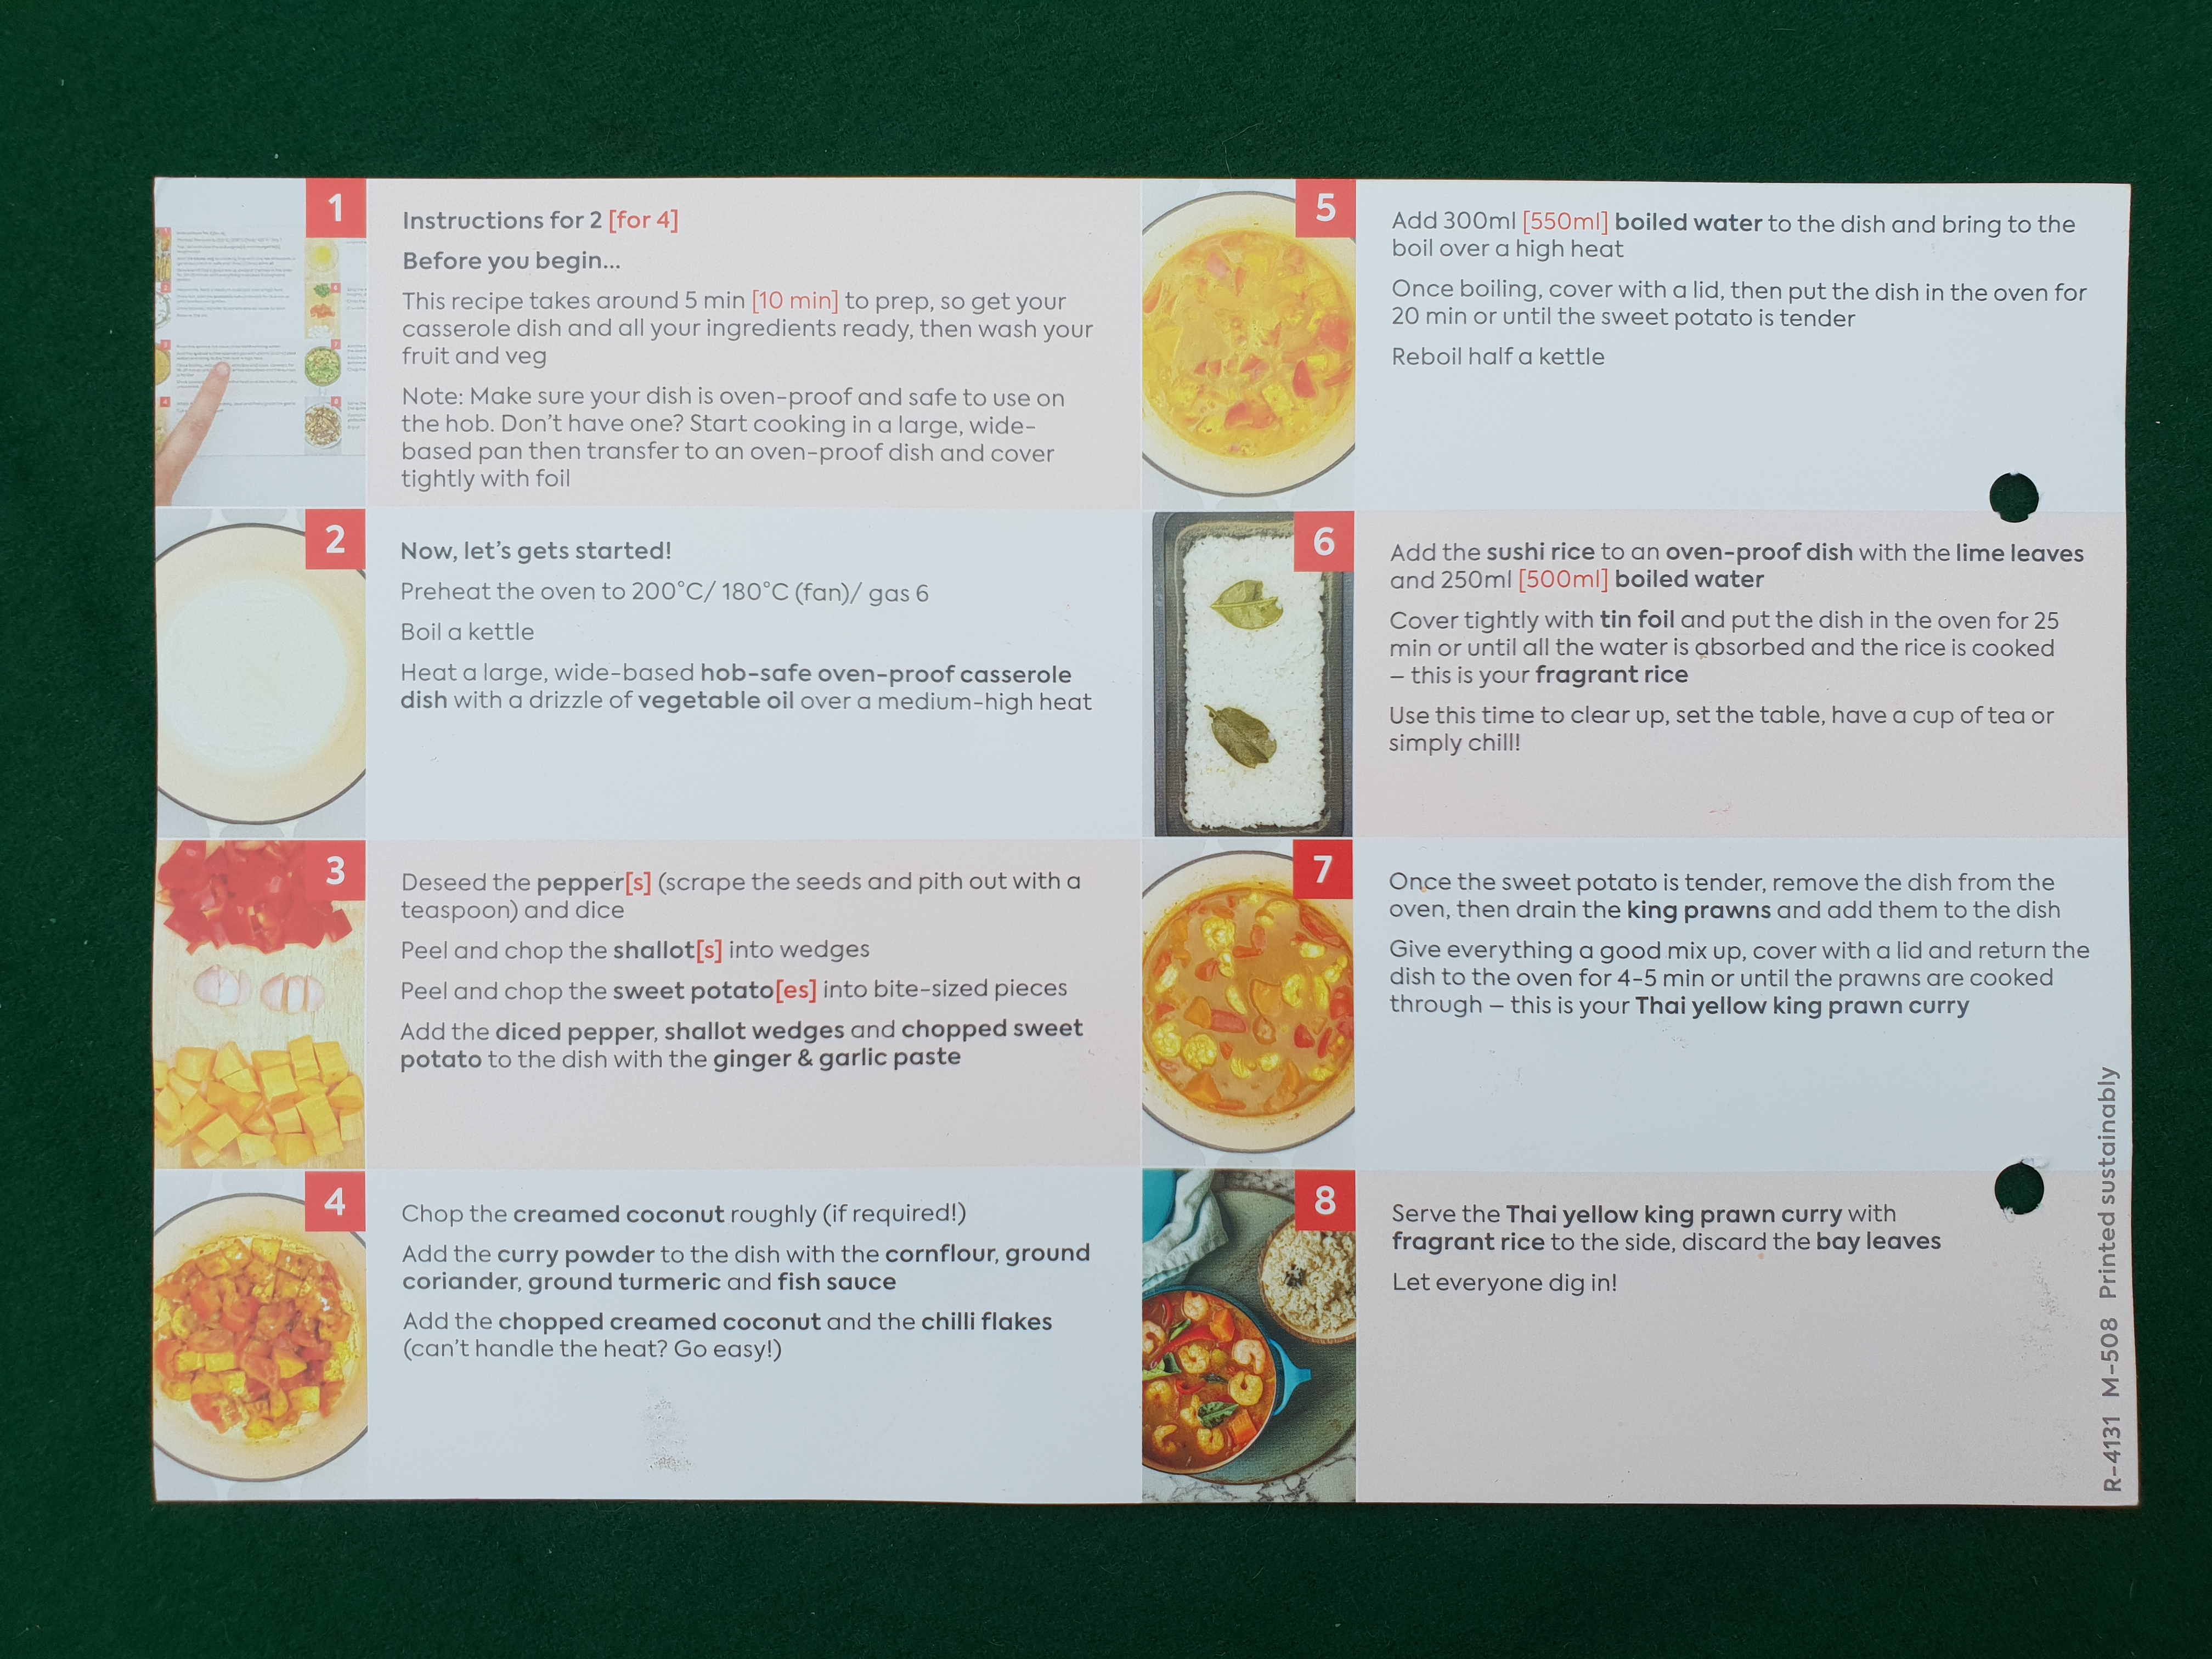 1
Instructions for 2 [for 4]
Before you begin...
This recipe takes around 5 min [10 min] to prep, so get your
casserole dish and all your ingredients ready, then wash your
fruit and veg
Note: Make sure your dish is oven-proof and safe to use on
the hob. Don't have one? Start cooking in a large, wide-
based pan then transfer to an oven-proof dish and cover
tightly with foil
2
Now, let's gets started!
Preheat the oven to 200°C/ 180°C (fan)/ gas 6
Boil a kettle
Heat a large, wide-based hob-safe oven-proof casserole
dish with a drizzle of vegetable oil over a medium-high heat
3
Deseed the pepper[s] (scrape the seeds and pith out with a
teaspoon) and dice
Peel and chop the shallot[s] into wedges
Peel and chop the sweet potato[es] into bite-sized pieces
Add the diced pepper, shallot wedges and chopped sweet
potato to the dish with the ginger & garlic paste
4
Chop the creamed coconut roughly (if required!)
Add the curry powder to the dish with the cornflour, ground
coriander, ground turmeric and fish sauce
Add the chopped creamed coconut and the chilli flakes
(can't handle the heat? Go easy!)
5
Add 300ml [550ml] boiled water to the dish and bring to the
boil over a high heat
Once boiling, cover with a lid, then put the dish in the oven for
20 min or until the sweet potato is tender
Reboil half a kettle
6
Add the sushi rice to an oven-proof dish with the lime leaves
and 250ml [500ml] boiled water
Cover tightly with tin foil and put the dish in the oven for 25
min or until all the water is absorbed and the rice is cooked
– this is your fragrant rice
Use this time to clear up, set the table, have a cup of tea or
simply chill!
7
Once the sweet potato is tender, remove the dish from the
oven, then drain the king prawns and add them to the dish
Give everything a good mix up, cover with a lid and return the
dish to the oven for 4-5 min or until the prawns are cooked
through – this is your Thai yellow king prawn curry
8
Serve the Thai yellow king prawn curry with
fragrant rice to the side, discard the bay leaves
Let everyone dig in!
R-4131 M-508 Printed sustainably